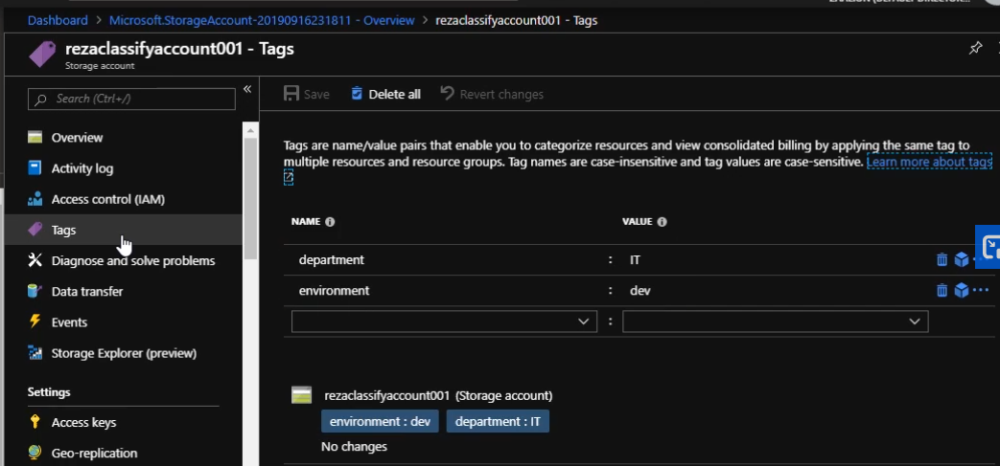 Dashboard > Microsoft.StorageAccount-20190916231811 - Overview > rezaclassifyaccount001 - Tags
rezaclassifyaccount001 - Tags
Storage account
Search (Ctrl+/)
«
Overview
Activity log
Access control (IAM)
Tags
Diagnose and solve problems
Data transfer
Events
Storage Explorer (preview)
Settings
Access keys
Geo-replication
Save Delete all Revert changes
Tags are name/value pairs that enable you to categorize resources and view consolidated billing by applying the same tag to
multiple resources and resource groups. Tag names are case-insensitive and tag values are case-sensitive. Learn more about tags
NAME VALUE
department : IT
environment : dev
:
rezaclassifyaccount001 (Storage account)
environment : dev department : IT
No changes